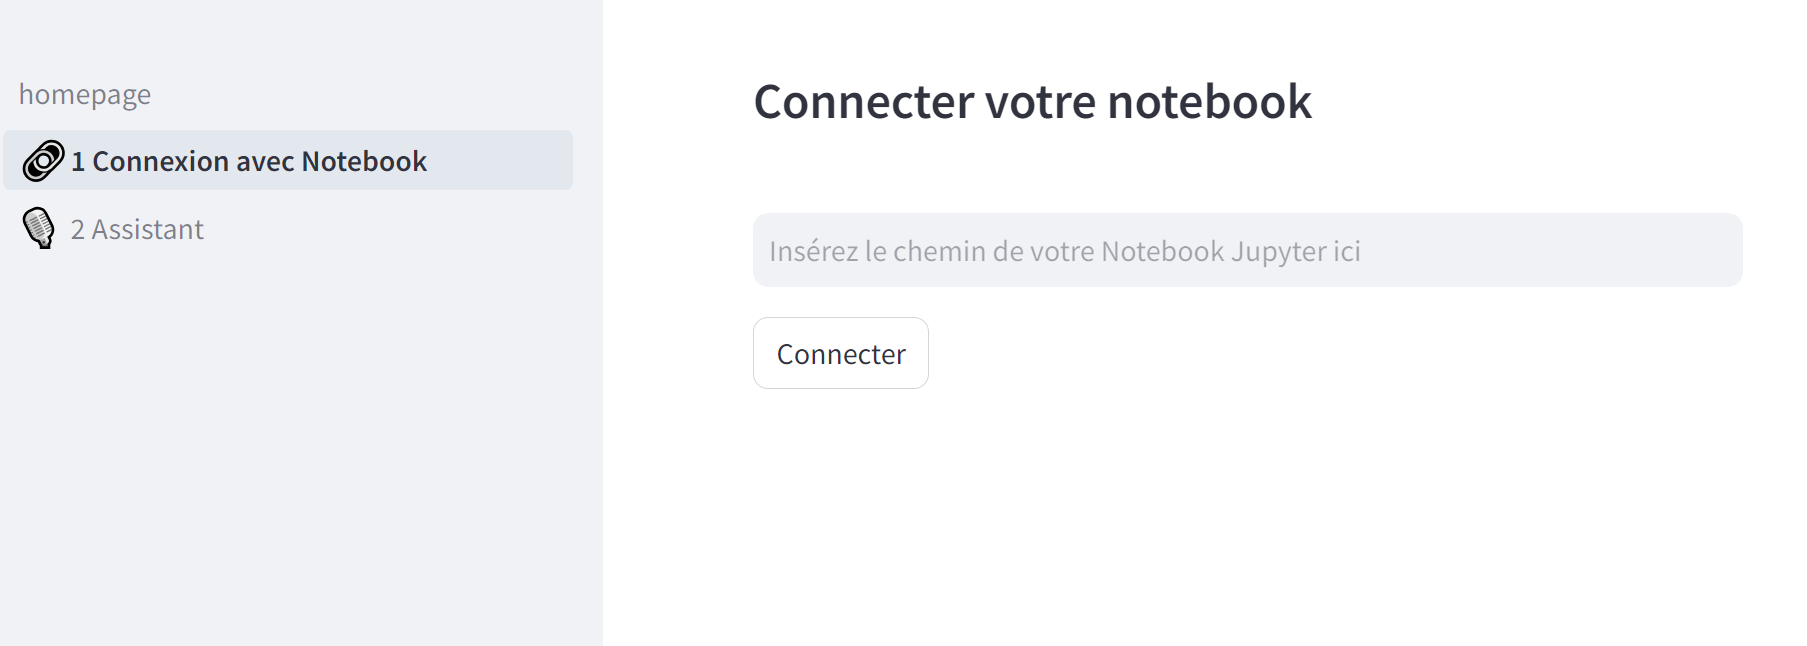 homepage
1 Connexion avec Notebook
2 Assistant
Connecter votre notebook
Insérez le chemin de votre Notebook Jupyter ici
Connecter